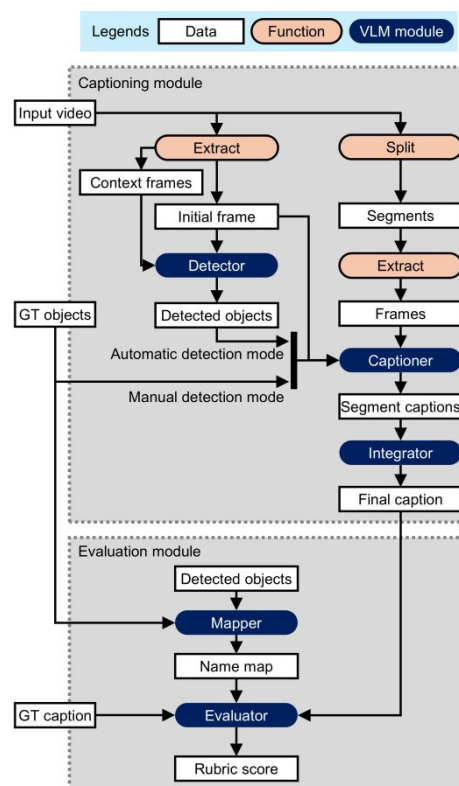 Legends
Data
Function
VLM module
Captioning module
Input video
Extract
Split
Context frames
Initial frame
Segments
Detector
Extract
GT objects
Detected objects
Frames
Automatic detection mode
Captioner
Manual detection mode
Segment captions
Integrator
Final caption
Evaluation module
Detected objects
Mapper
Name map
GT caption
Evaluator
Rubric score